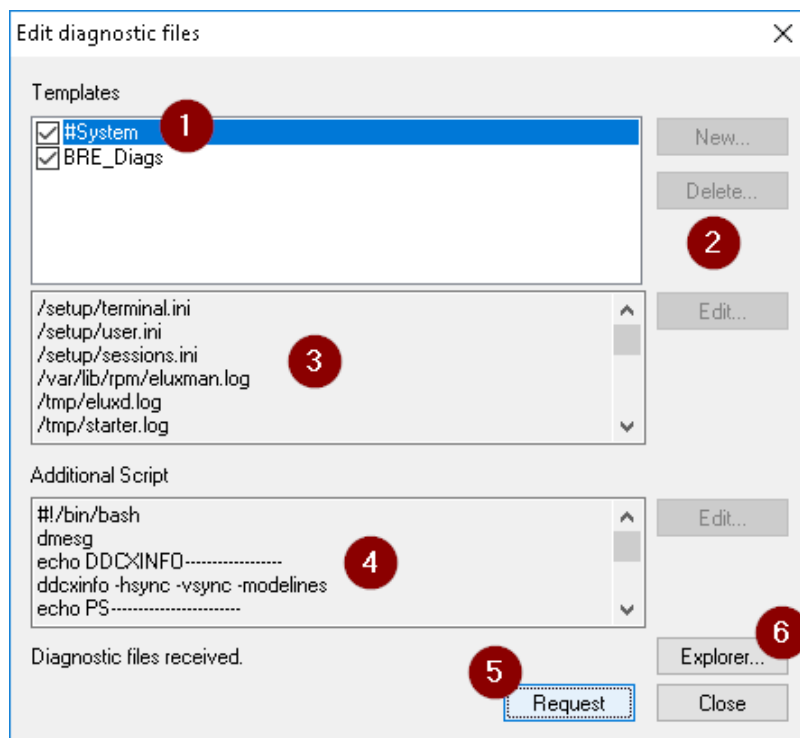 Edit diagnostic files
Templates
1
#System
New...
BRE_Diags
Delete...
2
/setup/terminal.ini
Edit...
/setup/user.ini
/setup/sessions.ini
3
/var/lib/rpm/eluxman.log
/tmp/eluxd.log
/tmp/starter.log
Additional Script
#!/bin/bash
Edit...
dmesg
echo DDCXINFO------------------
4
ddcxinfo -hsync -vsync -modelines
echo PS------------------------
6
Diagnostic files received.
Explorer...
5
Request
Close